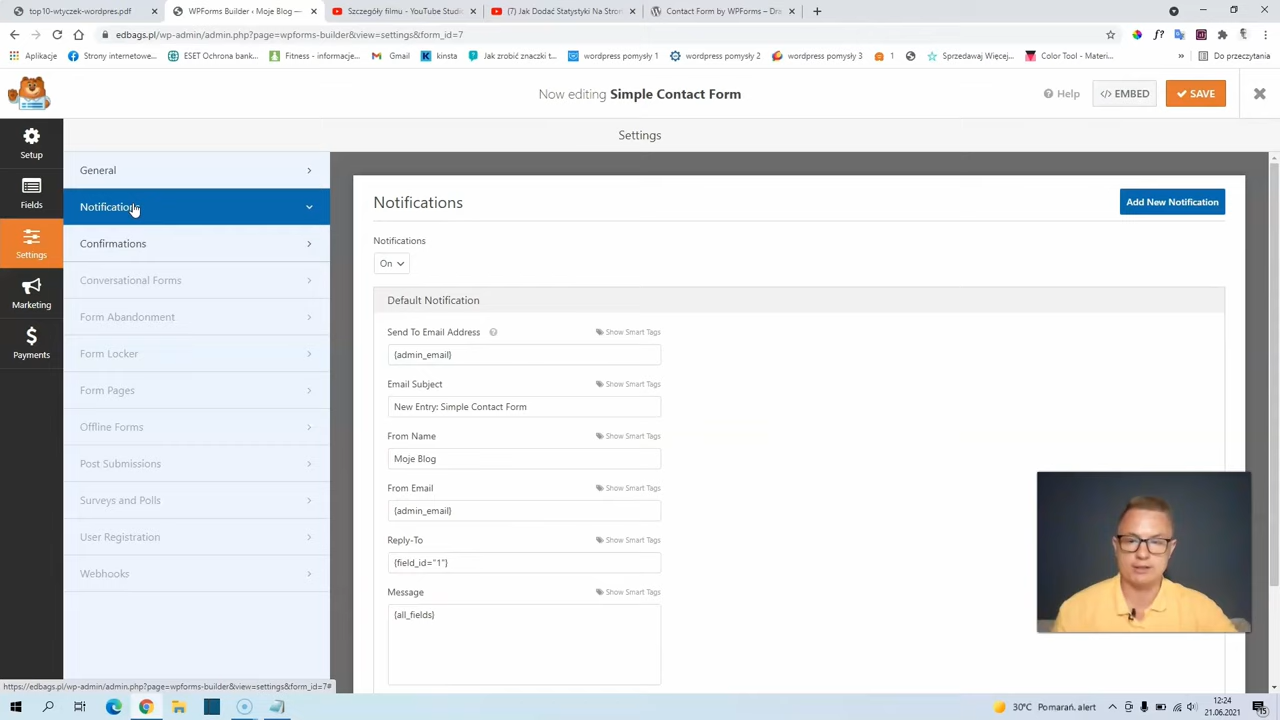 top10-wtyczek-wordpres.pdf
WPForms Builder ‹ Moje Blog —
Szczegóły filmu - YouTube Studi
(7) Jak Dodać Statystyki Na Stron
Contact Form by WPForms – Dra
edbags.pl/wp-admin/admin.php?page=wpforms-builder&view=settings&form_id=7
Aplikacje
Strony internetowe...
ESET Ochrona bank...
Fitness - informacje...
Gmail
kinsta
Jak zrobić znaczki t...
wordpress pomysły 1
wordpress pomysły 2
wordpress pomysły 3
1
Sprzedawaj Więcej...
Color Tool - Materi...
»
Do przeczytania
Now editing Simple Contact Form
Help
</> EMBED
SAVE
Settings
Setup
Fields
Settings
Marketing
Payments
General
Notifications
Confirmations
Conversational Forms
Form Abandonment
Form Locker
Form Pages
Offline Forms
Post Submissions
Surveys and Polls
User Registration
Webhooks
Notifications
Add New Notification
Notifications
On
Default Notification
Send To Email Address
Show Smart Tags
{admin_email}
Email Subject
Show Smart Tags
New Entry: Simple Contact Form
From Name
Show Smart Tags
Moje Blog
From Email
Show Smart Tags
{admin_email}
Reply-To
Show Smart Tags
{field_id="1"}
Message
Show Smart Tags
{all_fields}
https://edbags.pl/wp-admin/admin.php?page=wpforms-builder&view=settings&form_id=7#
30°C Pomarań. alert
12:24
21.06.2021
15